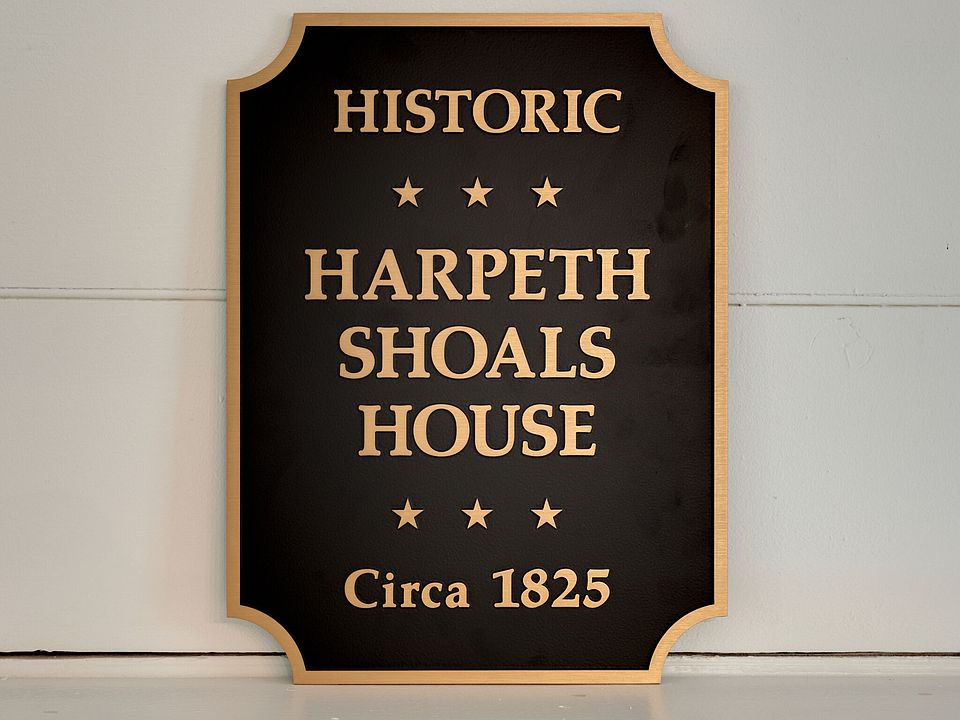 HISTORIC
HARPETH
SHOALS
HOUSE
Circa 1825